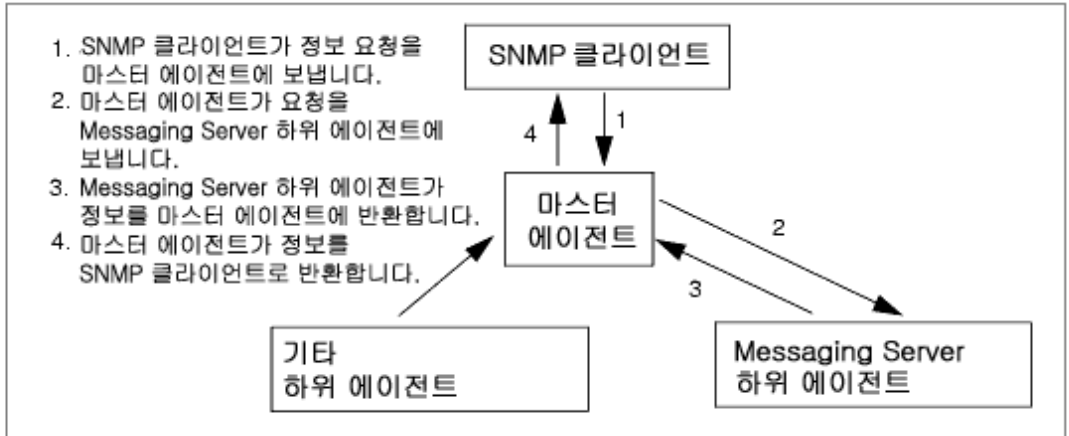 1. SNMP 클라이언트가 정보 요청을
마스터 에이전트에 보냅니다.
2. 마스터 에이전트가 요청을
Messaging Server 하위 에이전트에
보냅니다.
3. Messaging Server 하위 에이전트가
정보를 마스터 에이전트에 반환합니다.
4. 마스터 에이전트가 정보를
SNMP 클라이언트로 반환합니다.
SNMP 클라이언트
4
1
마스터
에이전트
2
3
기타
하위 에이전트
Messaging Server
하위 에이전트